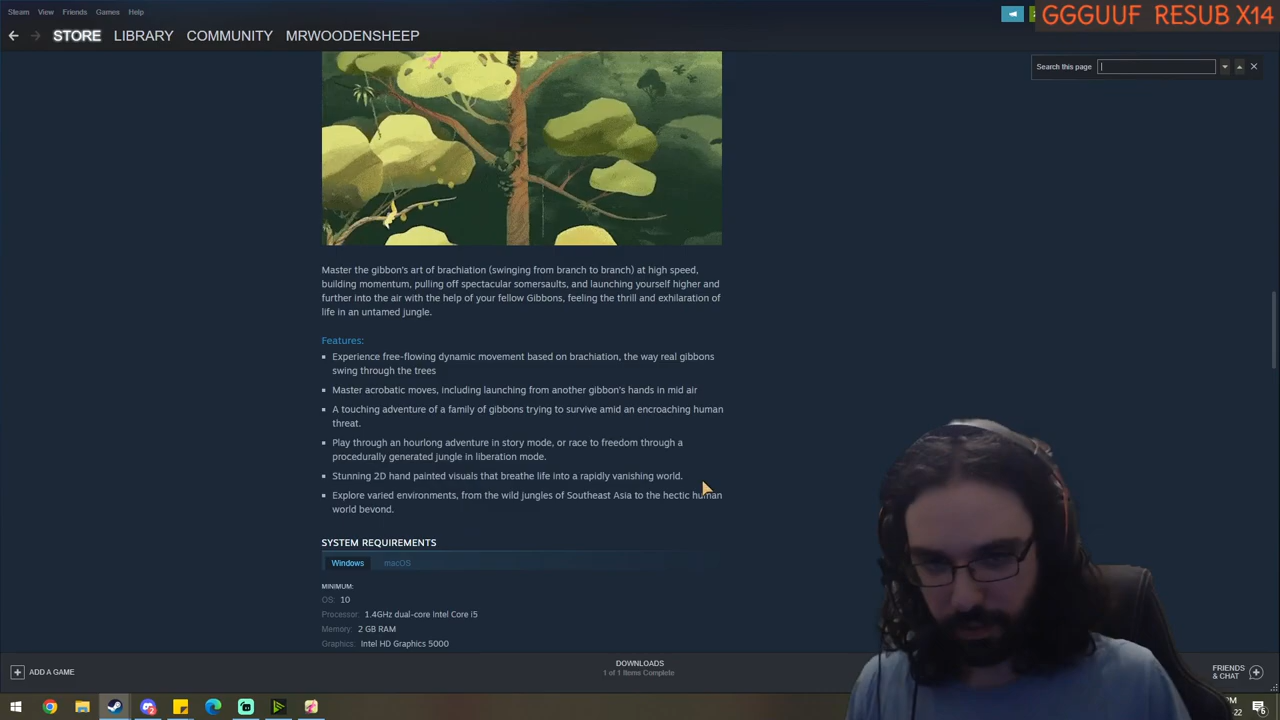 Steam View Friends Games Help
GGGUUF RESUB X14
STORE LIBRARY COMMUNITY MRWOODENSHEEP
Search this page
Master the gibbon's art of brachiation (swinging from branch to branch) at high speed,
building momentum, pulling off spectacular somersaults, and launching yourself higher and
further into the air with the help of your fellow Gibbons, feeling the thrill and exhilaration of
life in an untamed jungle.
Features:
Experience free-flowing dynamic movement based on brachiation, the way real gibbons
swing through the trees
Master acrobatic moves, including launching from another gibbon's hands in mid air
A touching adventure of a family of gibbons trying to survive amid an encroaching human
threat.
Play through an hourlong adventure in story mode, or race to freedom through a
procedurally generated jungle in liberation mode.
Stunning 2D hand painted visuals that breathe life into a rapidly vanishing world.
Explore varied environments, from the wild jungles of Southeast Asia to the hectic human
world beyond.
SYSTEM REQUIREMENTS
Windows macOS
MINIMUM:
OS: 10
Processor: 1.4GHz dual-core Intel Core i5
Memory: 2 GB RAM
Graphics: Intel HD Graphics 5000
ADD A GAME
DOWNLOADS
1 of 1 Items Complete
FRIENDS
& CHAT
22
6